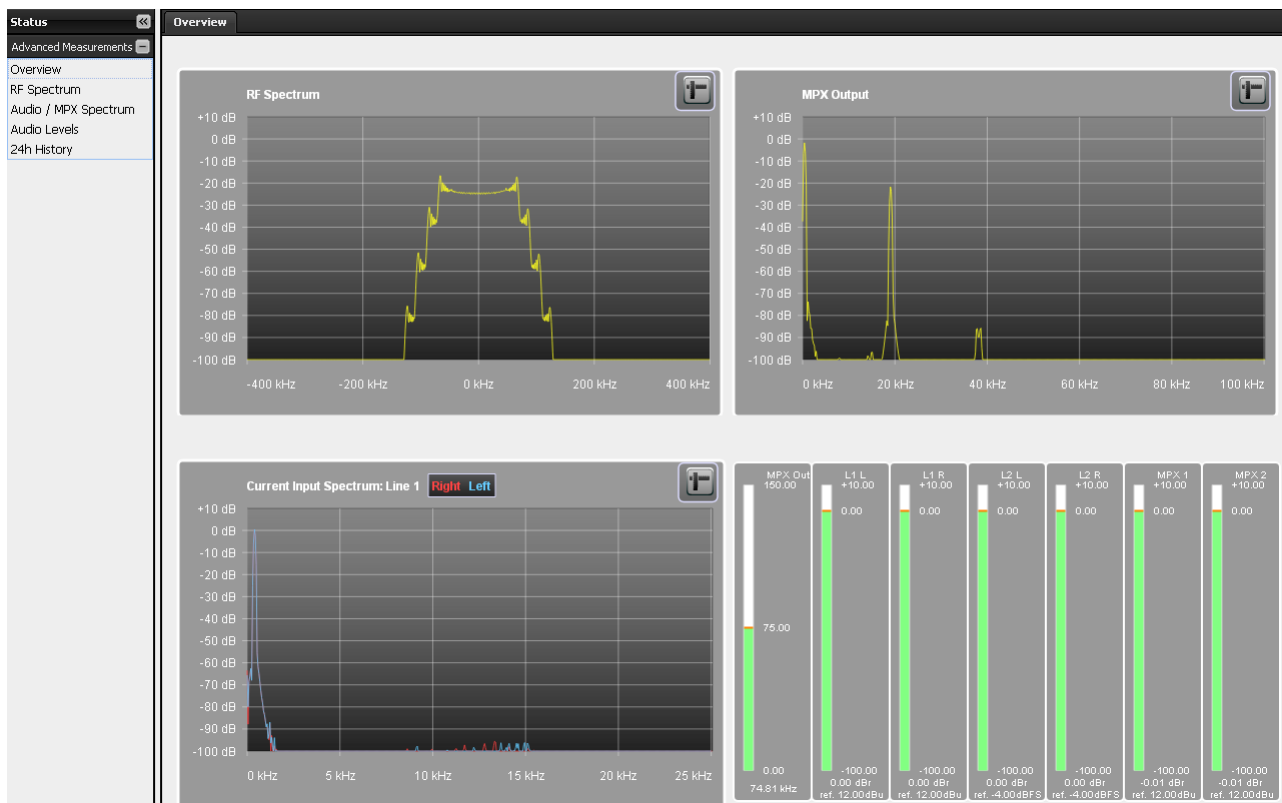 Status
Advanced Measurements
Overview
RF Spectrum
Audio / MPX Spectrum
Audio Levels
24h History
Overview
RF Spectrum
+10 dB
0 dB
-10 dB
-20 dB
-30 dB
-40 dB
-50 dB
-60 dB
-70 dB
-80 dB
-90 dB
-100 dB
-400 kHz -200 kHz 0 kHz 200 kHz 400 kHz
MPX Output
+10 dB
0 dB
-10 dB
-20 dB
-30 dB
-40 dB
-50 dB
-60 dB
-70 dB
-80 dB
-90 dB
-100 dB
0 kHz 20 kHz 40 kHz 60 kHz 80 kHz 100 kHz
Current Input Spectrum: Line 1 Right Left
+10 dB
0 dB
-10 dB
-20 dB
-30 dB
-40 dB
-50 dB
-60 dB
-70 dB
-80 dB
-90 dB
-100 dB
0 kHz 5 kHz 10 kHz 15 kHz 20 kHz 25 kHz
MPX Out
150.00
75.00
0.00
74.81 kHz
L1 L
+10.00
0.00
-100.00
0.00 dBr
ref. 12.00dBu
L1 R
+10.00
0.00
-100.00
0.00 dBr
ref. 12.00dBu
L2 L
+10.00
0.00
-100.00
0.00 dBr
ref. -4.00dBFS
L2 R
+10.00
0.00
-100.00
0.00 dBr
ref. -4.00dBFS
MPX 1
+10.00
0.00
-100.00
-0.01 dBr
ref. 12.00dBu
MPX 2
+10.00
0.00
-100.00
-0.01 dBr
ref. 12.00dBu